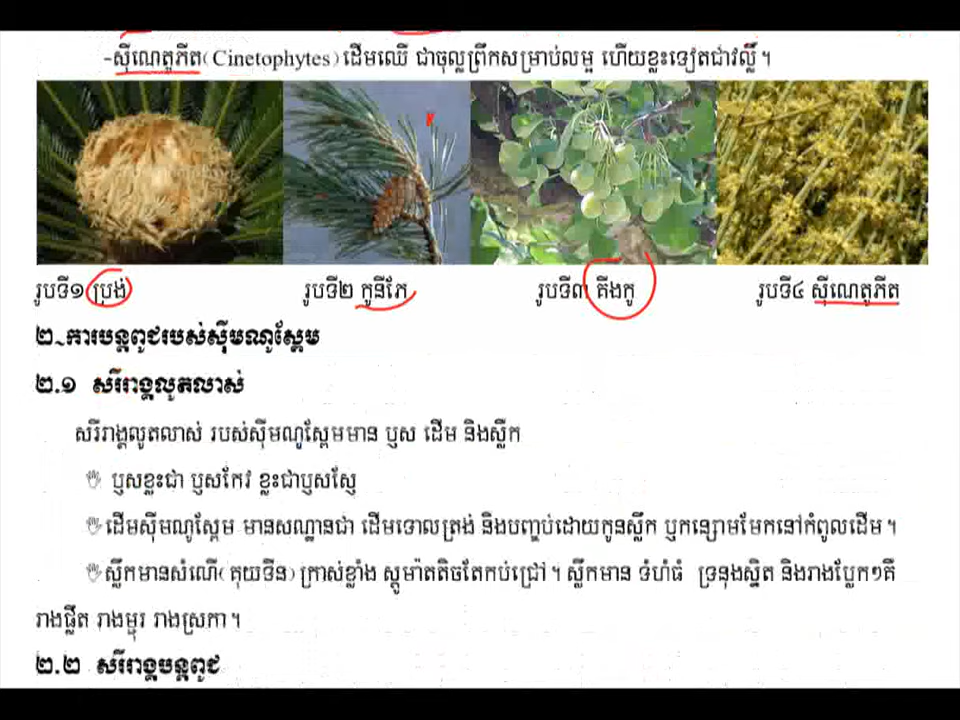 -ស៊ីណេតូភីត(Cinetophytes) ដើមឈើ ជាចុល្លព្រឹកសម្រាប់លម្អ ហើយខ្លះទៀតជាវល្លិ៍។
រូបទី១ ប្រង់ រូបទី២ កូនីភែ រូបទី៣ គីងកូ រូបទី៤ ស៊ីណេតូភីត
២-ការបន្តពូជរបស់ស៊ីមណូស្ពែម
២.១ សរីរាង្គលូតលាស់
សរីរាង្គលូតលាស់ របស់ស៊ីមណូស្ពែមមាន ឫស ដើម និងស្លឹក
ឫសខ្លះជា ឫសកែវ ខ្លះជាឫសស្ញែ
ដើមស៊ីមណូស្ពែម មានសណ្ឋានជា ដើមទោលត្រង់ និងបញ្ចប់ដោយកូនស្លឹក ឫកន្សោមមែកនៅកំពូលដើម។
ស្លឹកមានសំណើ(គុយទីន) ក្រាស់ខ្លាំង ស្តូម៉ាតតិចតែកប់ជ្រៅ។ ស្លឹកមាន ទំហំធំ ទ្រនុងស្និត និងរាងប្លែកៗគឺ
រាងផ្លឹត រាងម្ជុរ រាងស្រកា។
២.២ សរីរាង្គបន្តពូជ